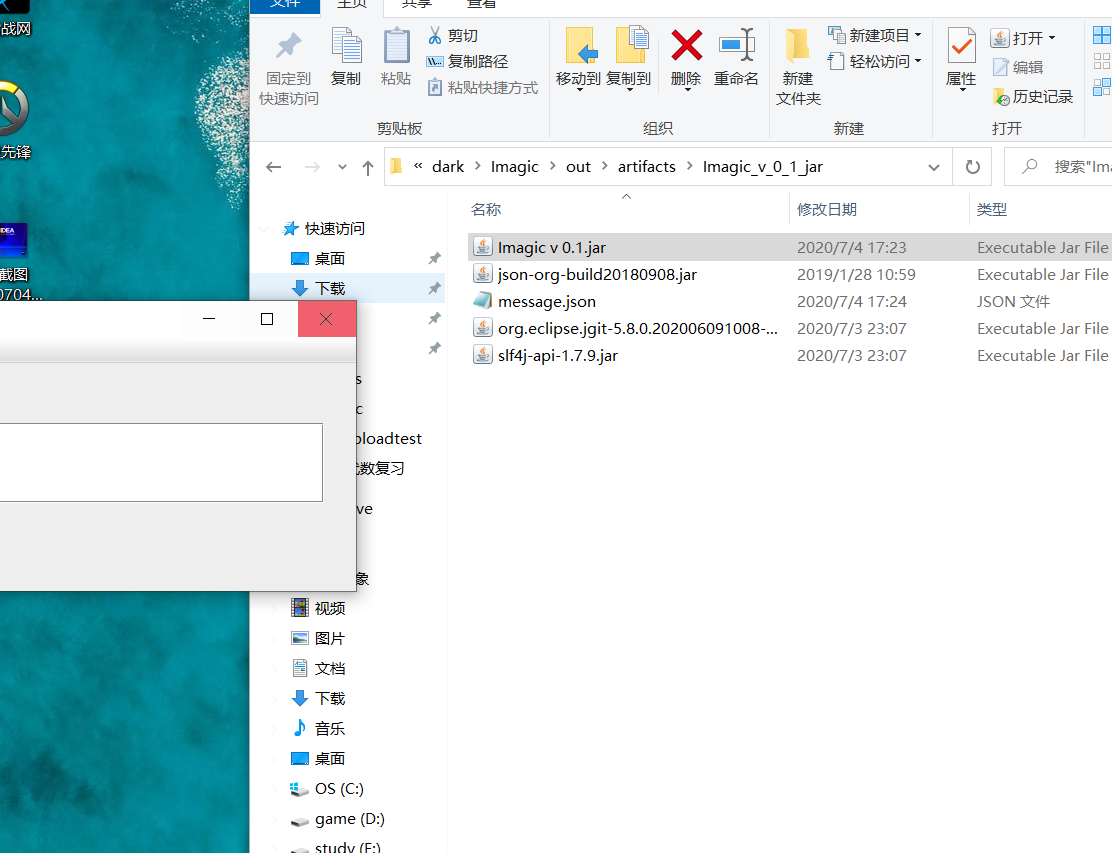 战网
先锋
IDEA
截图
0704...
文件
主页
共享
查看
固定到
快速访问
复制
粘贴
剪切
复制路径
粘贴快捷方式
剪贴板
移动到
复制到
删除
重命名
组织
新建
文件夹
新建项目
轻松访问
新建
属性
打开
编辑
历史记录
打开
« dark > Imagic > out > artifacts > Imagic_v_0_1_jar
搜索"Ima
名称 修改日期 类型
Imagic v 0.1.jar 2020/7/4 17:23 Executable Jar File
json-org-build20180908.jar 2019/1/28 10:59 Executable Jar File
message.json 2020/7/4 17:24 JSON 文件
org.eclipse.jgit-5.8.0.202006091008-... 2020/7/3 23:07 Executable Jar File
slf4j-api-1.7.9.jar 2020/7/3 23:07 Executable Jar File
快速访问
桌面
下载
s
c
ploadtest
数复习
ve
象
视频
图片
文档
下载
音乐
桌面
OS (C:)
game (D:)
study (E:)